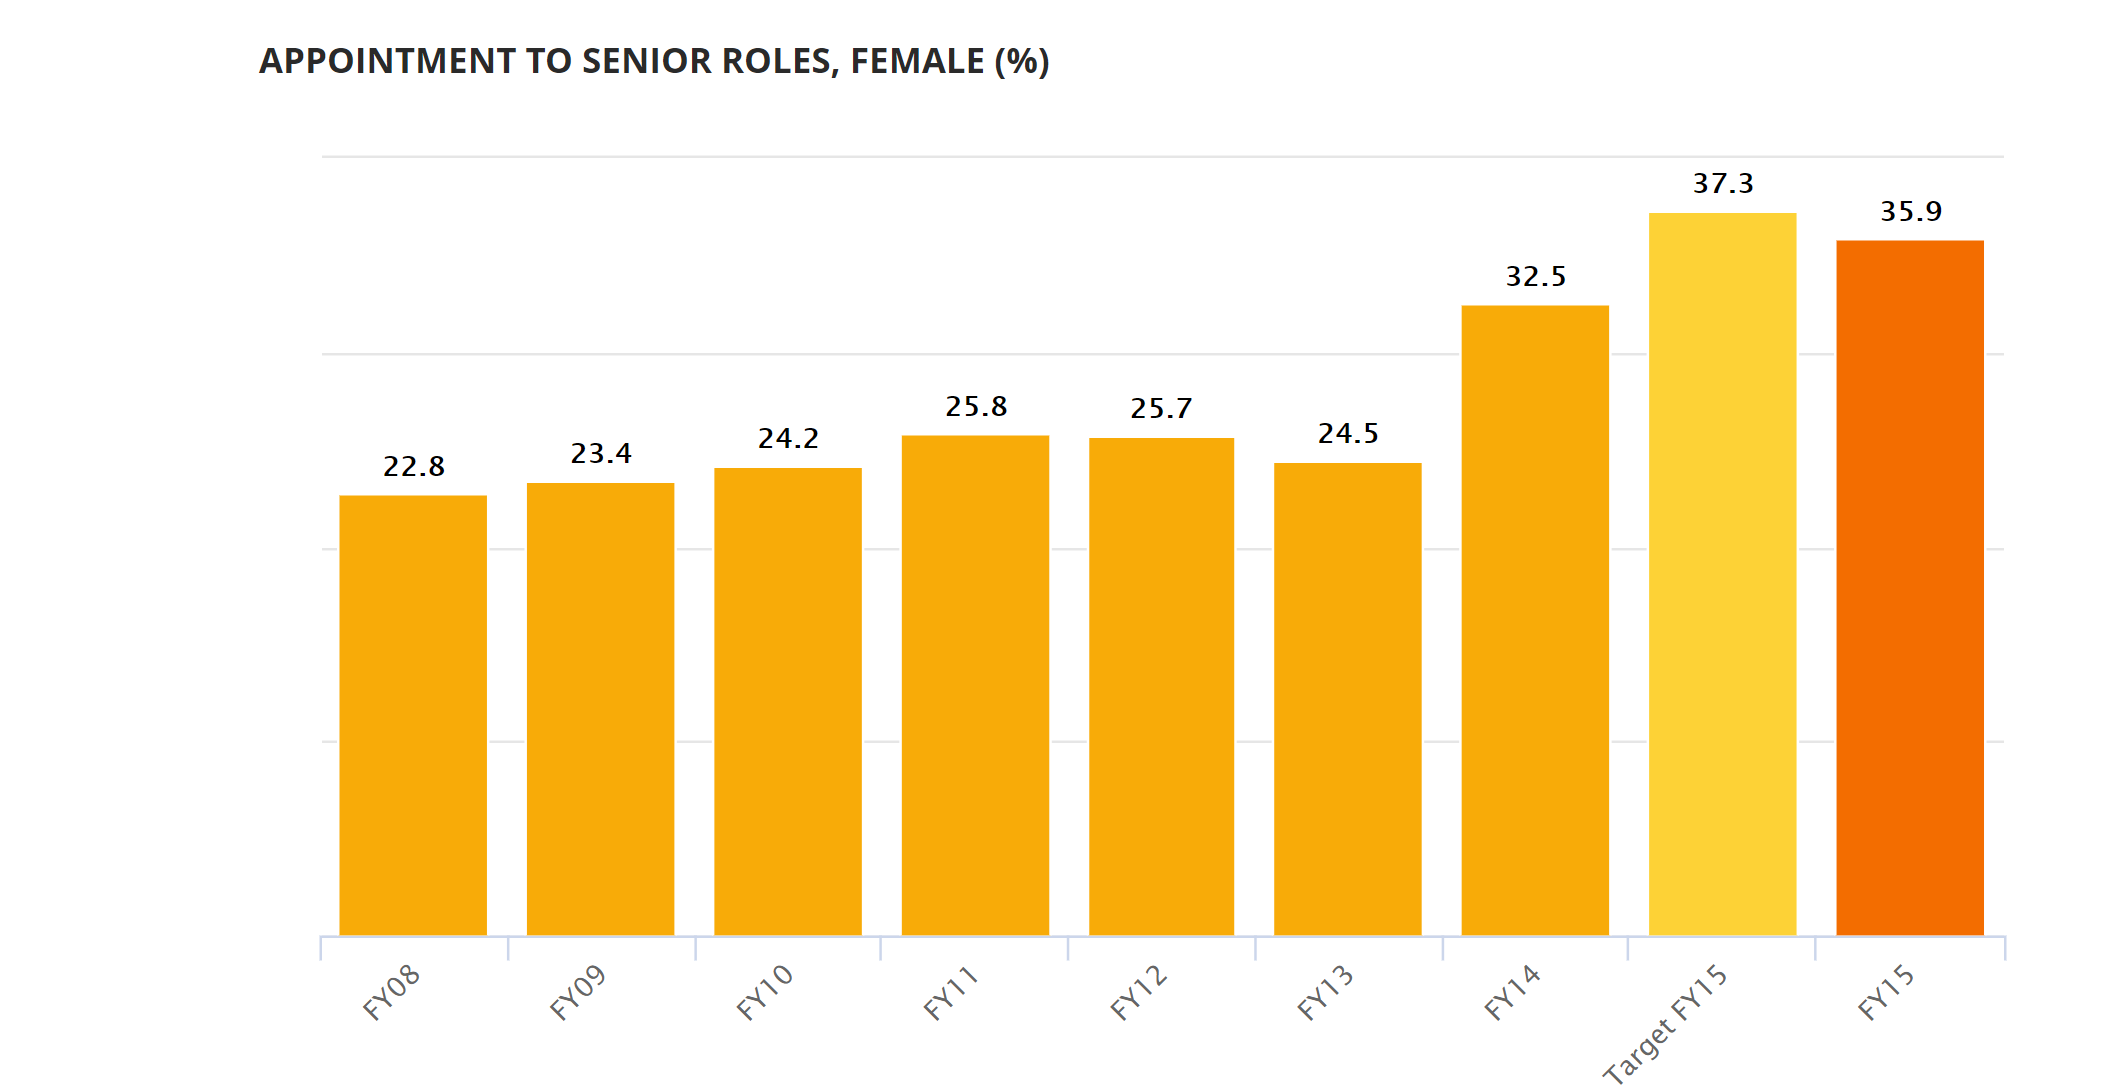 APPOINTMENT TO SENIOR ROLES, FEMALE (%)
22.8
23.4
24.2
25.8
25.7
24.5
32.5
37.3
35.9
FY08
FY09
FY10
FY11
FY12
FY13
FY14
Target FY15
FY15